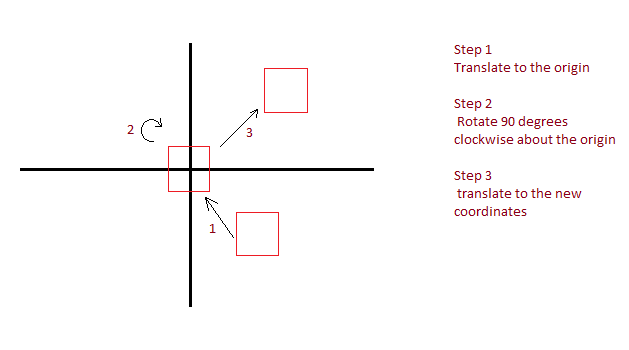 Step 1
Translate to the origin
Step 2
Rotate 90 degrees
clockwise about the origin
Step 3
translate to the new
coordinates
2
3
1